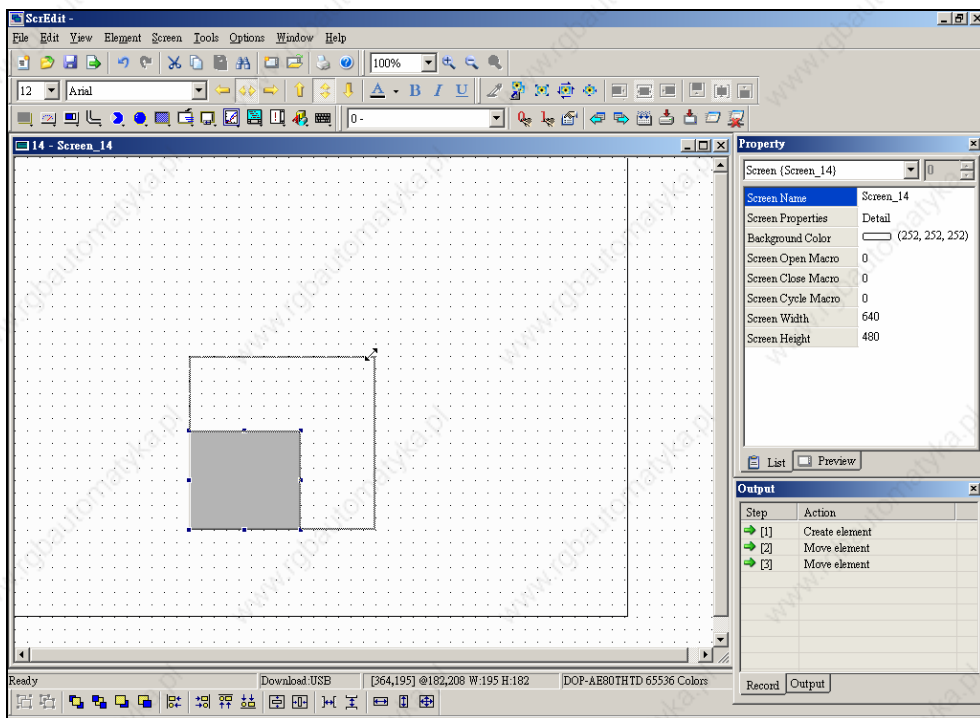 ScrEdit -
File Edit View Element Screen Tools Options Window Help
100%
12 Arial A B I U
0 -
14 - Screen_14
Property
Screen {Screen_14} 0
Screen Name Screen_14
Screen Properties Detail
Background Color (252, 252, 252)
Screen Open Macro 0
Screen Close Macro 0
Screen Cycle Macro 0
Screen Width 640
Screen Height 480
List Preview
Output
Step Action
[1] Create element
[2] Move element
[3] Move element
Record Output
Ready Download:USB [364,195] @182,208 W:195 H:182 DOP-AE80THTD 65536 Colors
www.rgbautomatyka.pl